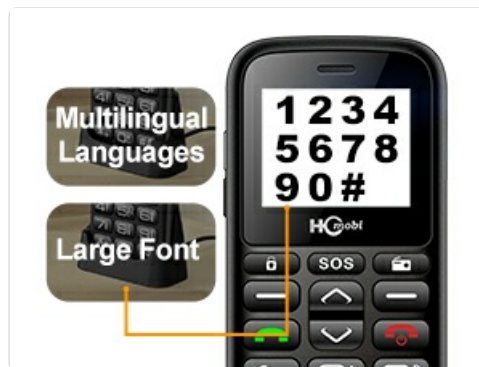 Multilingual
Languages
Large Font
1234
5678
90#
HCmobi
SOS